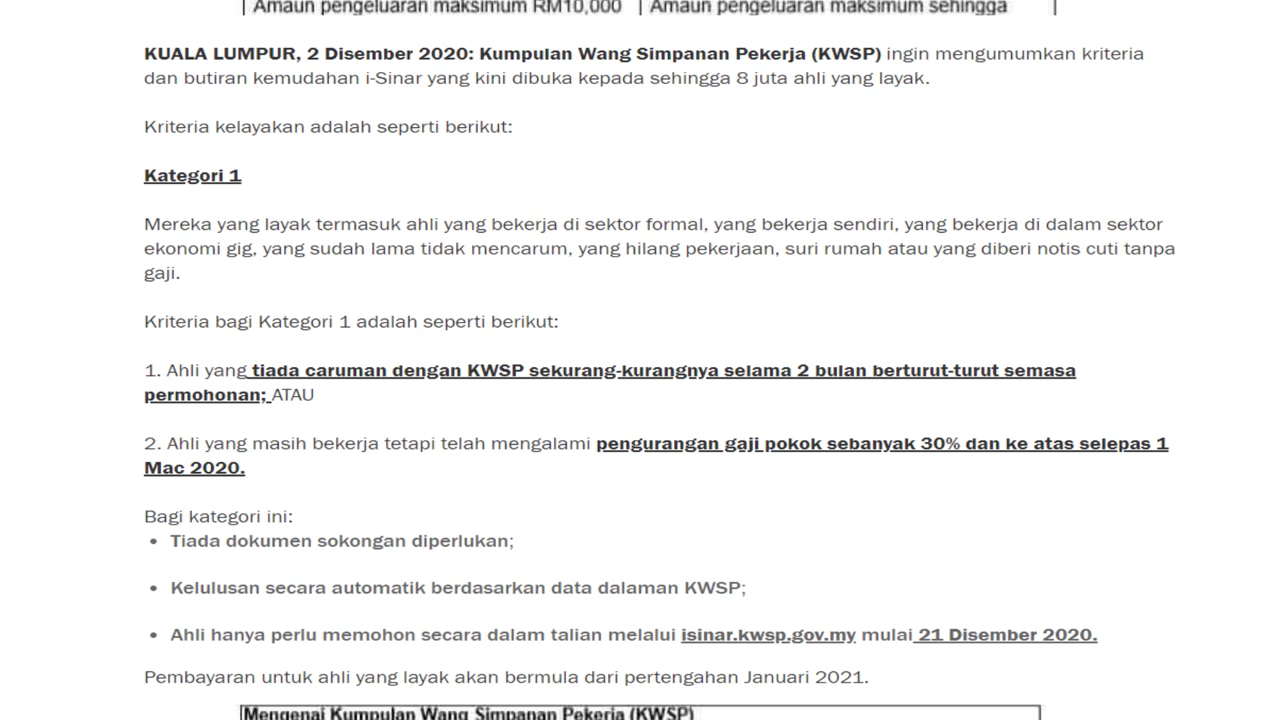 Amaun pengeluaran maksimum RM10,000 Amaun pengeluaran maksimum sehingga
KUALA LUMPUR, 2 Disember 2020: Kumpulan Wang Simpanan Pekerja (KWSP) ingin mengumumkan kriteria
dan butiran kemudahan i-Sinar yang kini dibuka kepada sehingga 8 juta ahli yang layak.
Kriteria kelayakan adalah seperti berikut:
Kategori 1
Mereka yang layak termasuk ahli yang bekerja di sektor formal, yang bekerja sendiri, yang bekerja di dalam sektor
ekonomi gig, yang sudah lama tidak mencarum, yang hilang pekerjaan, suri rumah atau yang diberi notis cuti tanpa
gaji.
Kriteria bagi Kategori 1 adalah seperti berikut:
1. Ahli yang tiada caruman dengan KWSP sekurang-kurangnya selama 2 bulan berturut-turut semasa
permohonan; ATAU
2. Ahli yang masih bekerja tetapi telah mengalami pengurangan gaji pokok sebanyak 30% dan ke atas selepas 1
Mac 2020.
Bagi kategori ini:
• Tiada dokumen sokongan diperlukan;
• Kelulusan secara automatik berdasarkan data dalaman KWSP;
• Ahli hanya perlu memohon secara dalam talian melalui isinar.kwsp.gov.my mulai 21 Disember 2020.
Pembayaran untuk ahli yang layak akan bermula dari pertengahan Januari 2021.
Mengenai Kumpulan Wang Simpanan Pekerja (KWSP)